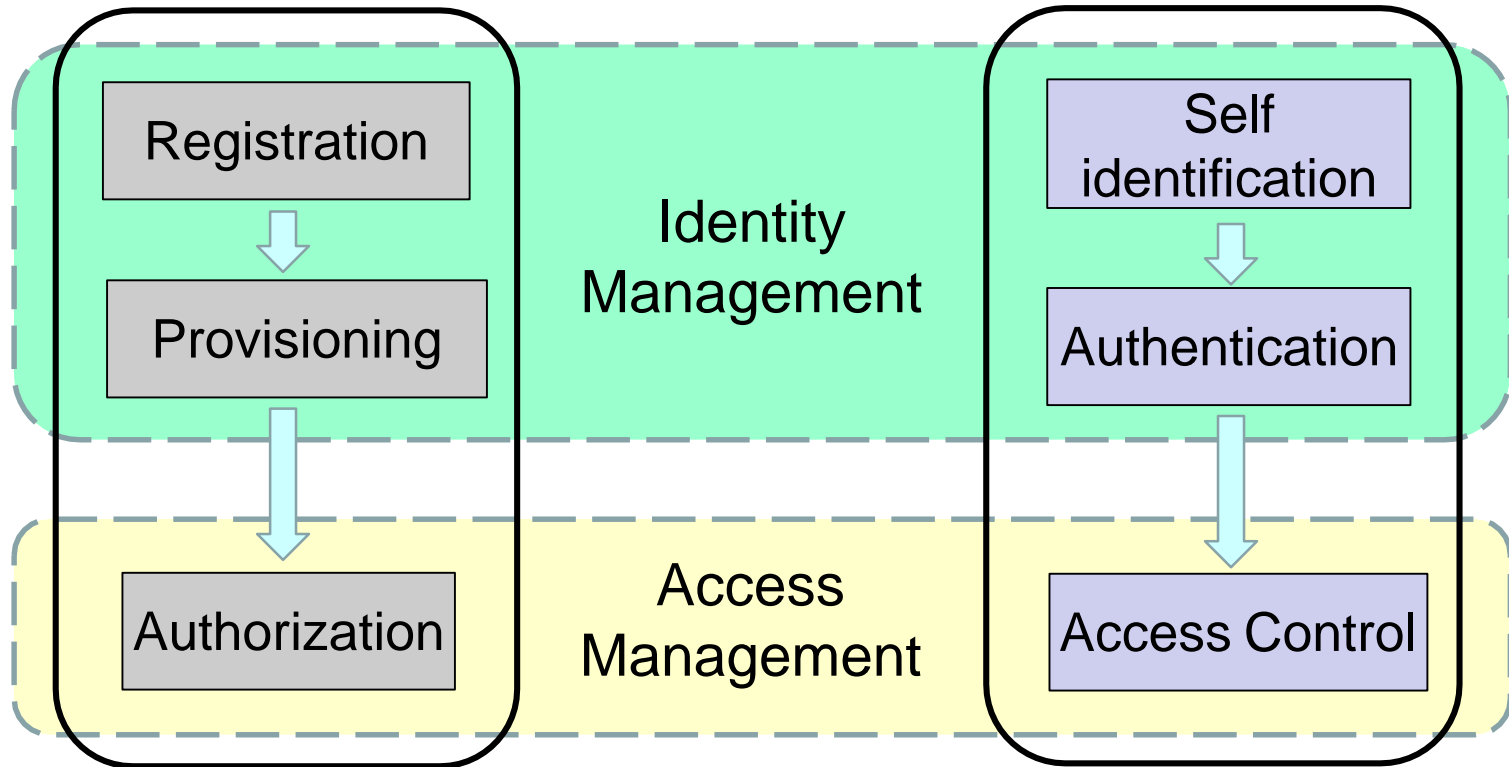 Registration
Provisioning
Authorization
Identity
Management
Access
Management
Self
identification
Authentication
Access Control